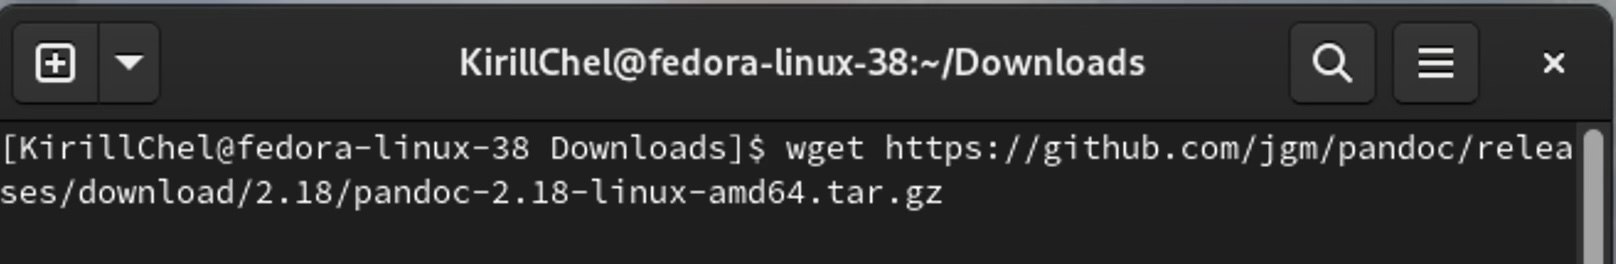 KirillChel@fedora-linux-38:~/Downloads
[KirillChel@fedora-linux-38 Downloads]$ wget https://github.com/jgm/pandoc/relea
ses/download/2.18/pandoc-2.18-linux-amd64.tar.gz